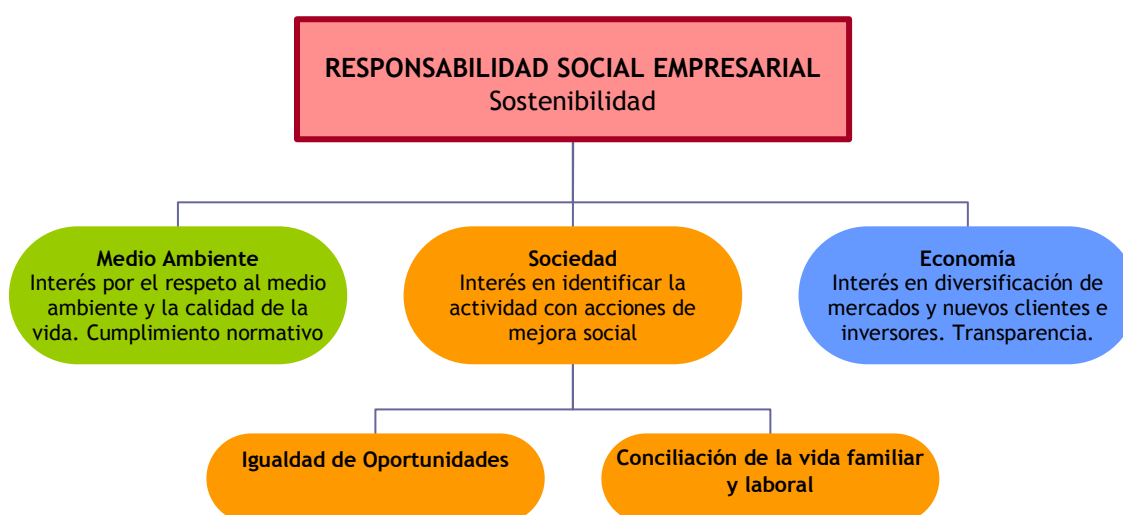 RESPONSABILIDAD SOCIAL EMPRESARIAL
Sostenibilidad
Medio Ambiente
Interés por el respeto al medio
ambiente y la calidad de la
vida. Cumplimiento normativo
Sociedad
Interés en identificar la
actividad con acciones de
mejora social
Economía
Interés en diversificación de
mercados y nuevos clientes e
inversores. Transparencia.
Igualdad de Oportunidades
Conciliación de la vida familiar
y laboral